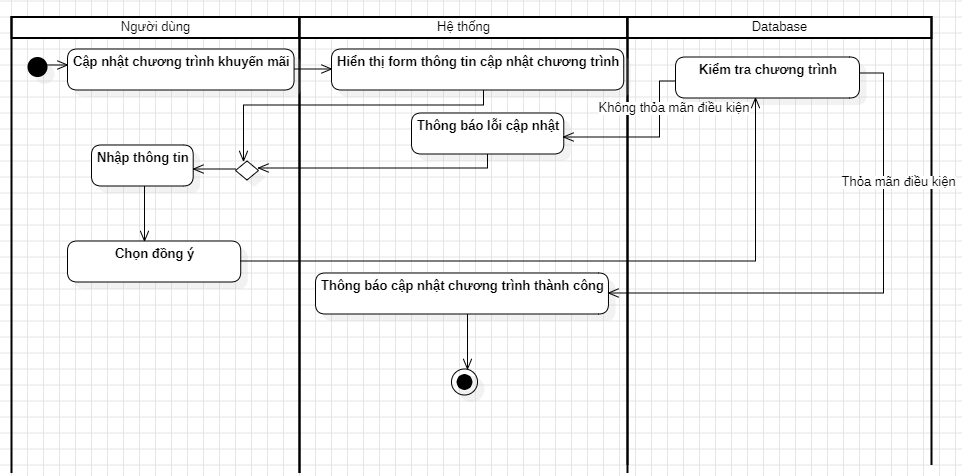 Người dùng
Hệ thống
Database
Cập nhật chương trình khuyến mãi
Hiển thị form thông tin cập nhật chương trình
Kiểm tra chương trình
Không thỏa mãn điều kiện
Thông báo lỗi cập nhật
Nhập thông tin
Thỏa mãn điều kiện
Chọn đồng ý
Thông báo cập nhật chương trình thành công